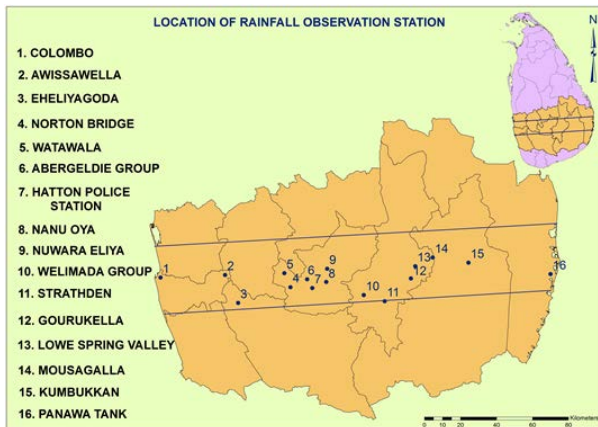 LOCATION OF RAINFALL OBSERVATION STATION
N
1. COLOMBO
2. AWISSAWELLA
3. EHELIYAGODA
4. NORTON BRIDGE
5. WATAWALA
6. ABERGELDIE GROUP
7. HATTON POLICE
STATION
8. NANU OYA
9. NUWARA ELIYA
10. WELIMADA GROUP
11. STRATHDEN
12. GOURUKELLA
13. LOWE SPRING VALLEY
14. MOUSAGALLA
15. KUMBUKKAN
16. PANAWA TANK
1
2
3
4
5
6
7
8
9
10
11
12
13
14
15
16
Kilometers
0 10 20 40 60 80